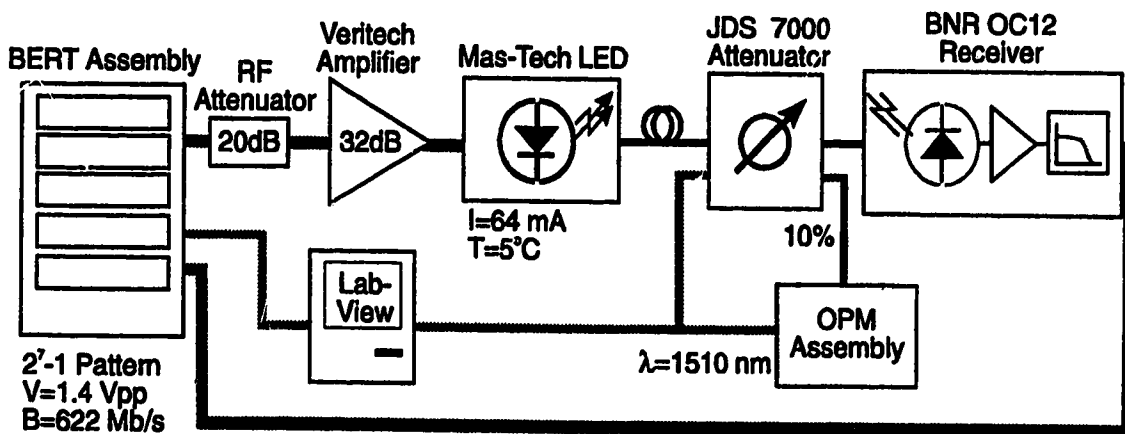 BERT Assembly
RF
Attenuator
20dB
Veritech
Amplifier
32dB
Mas-Tech LED
I=64 mA
T=5°C
JDS 7000
Attenuator
BNR OC12
Receiver
10%
Lab-
View
OPM
Assembly
λ=1510 nm
2⁷-1 Pattern
V=1.4 Vpp
B=622 Mb/s